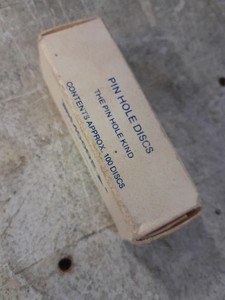 PIN HOLE DISCS
THE PIN HOLE KIND
CONTENTS APPROX. 100 DISCS